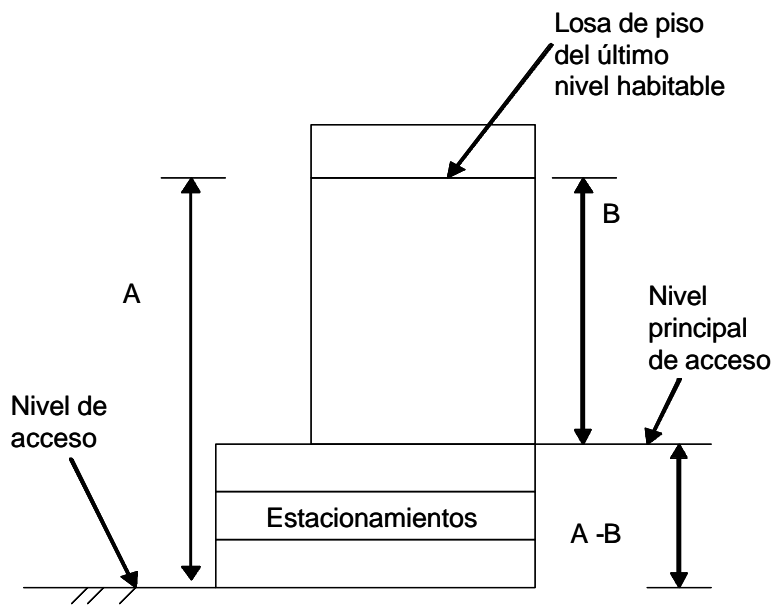 Losa de piso
del último
nivel habitable
B
A
Nivel
principal
de acceso
Nivel de
acceso
Estacionamientos
A -B